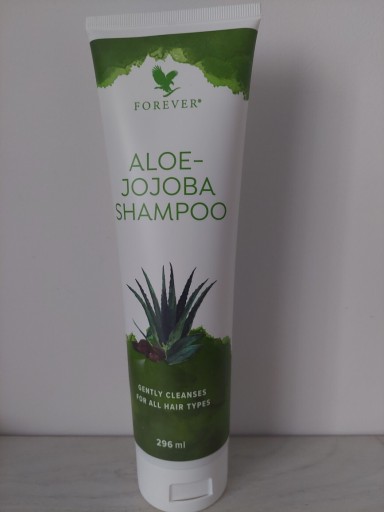 FOREVER®
ALOE-
JOJOBA
SHAMPOO
GENTLY CLEANSES
FOR ALL HAIR TYPES
296 ml